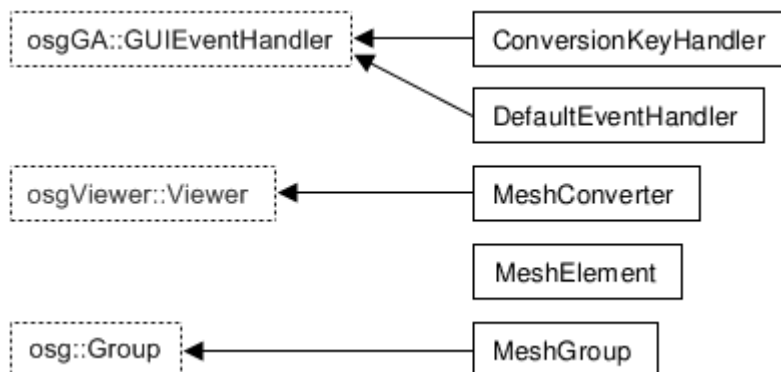 osgGA::GUIEventHandler
ConversionKeyHandler
DefaultEventHandler
osgViewer::Viewer
MeshConverter
MeshElement
osg::Group
MeshGroup